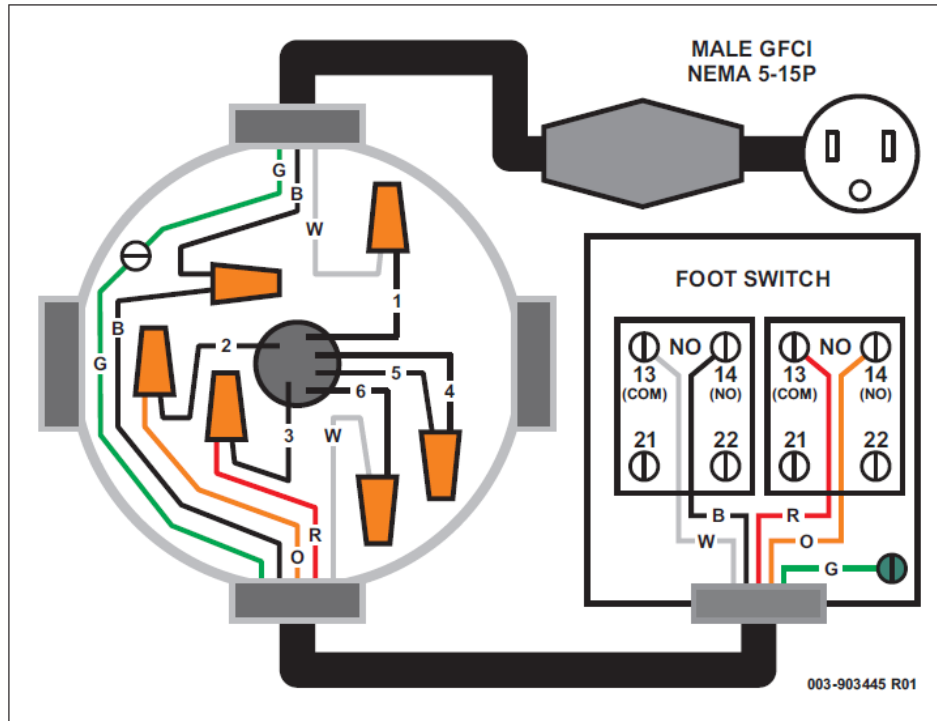 MALE GFCI
NEMA 5-15P
G
B
W
1
B
G
2
5
4
6
3
W
R
O
FOOT SWITCH
NO
NO
13
14
13
14
(COM)
(NO)
(COM)
(NO)
21
22
21
22
B
R
W
O
G
003-903445 R01